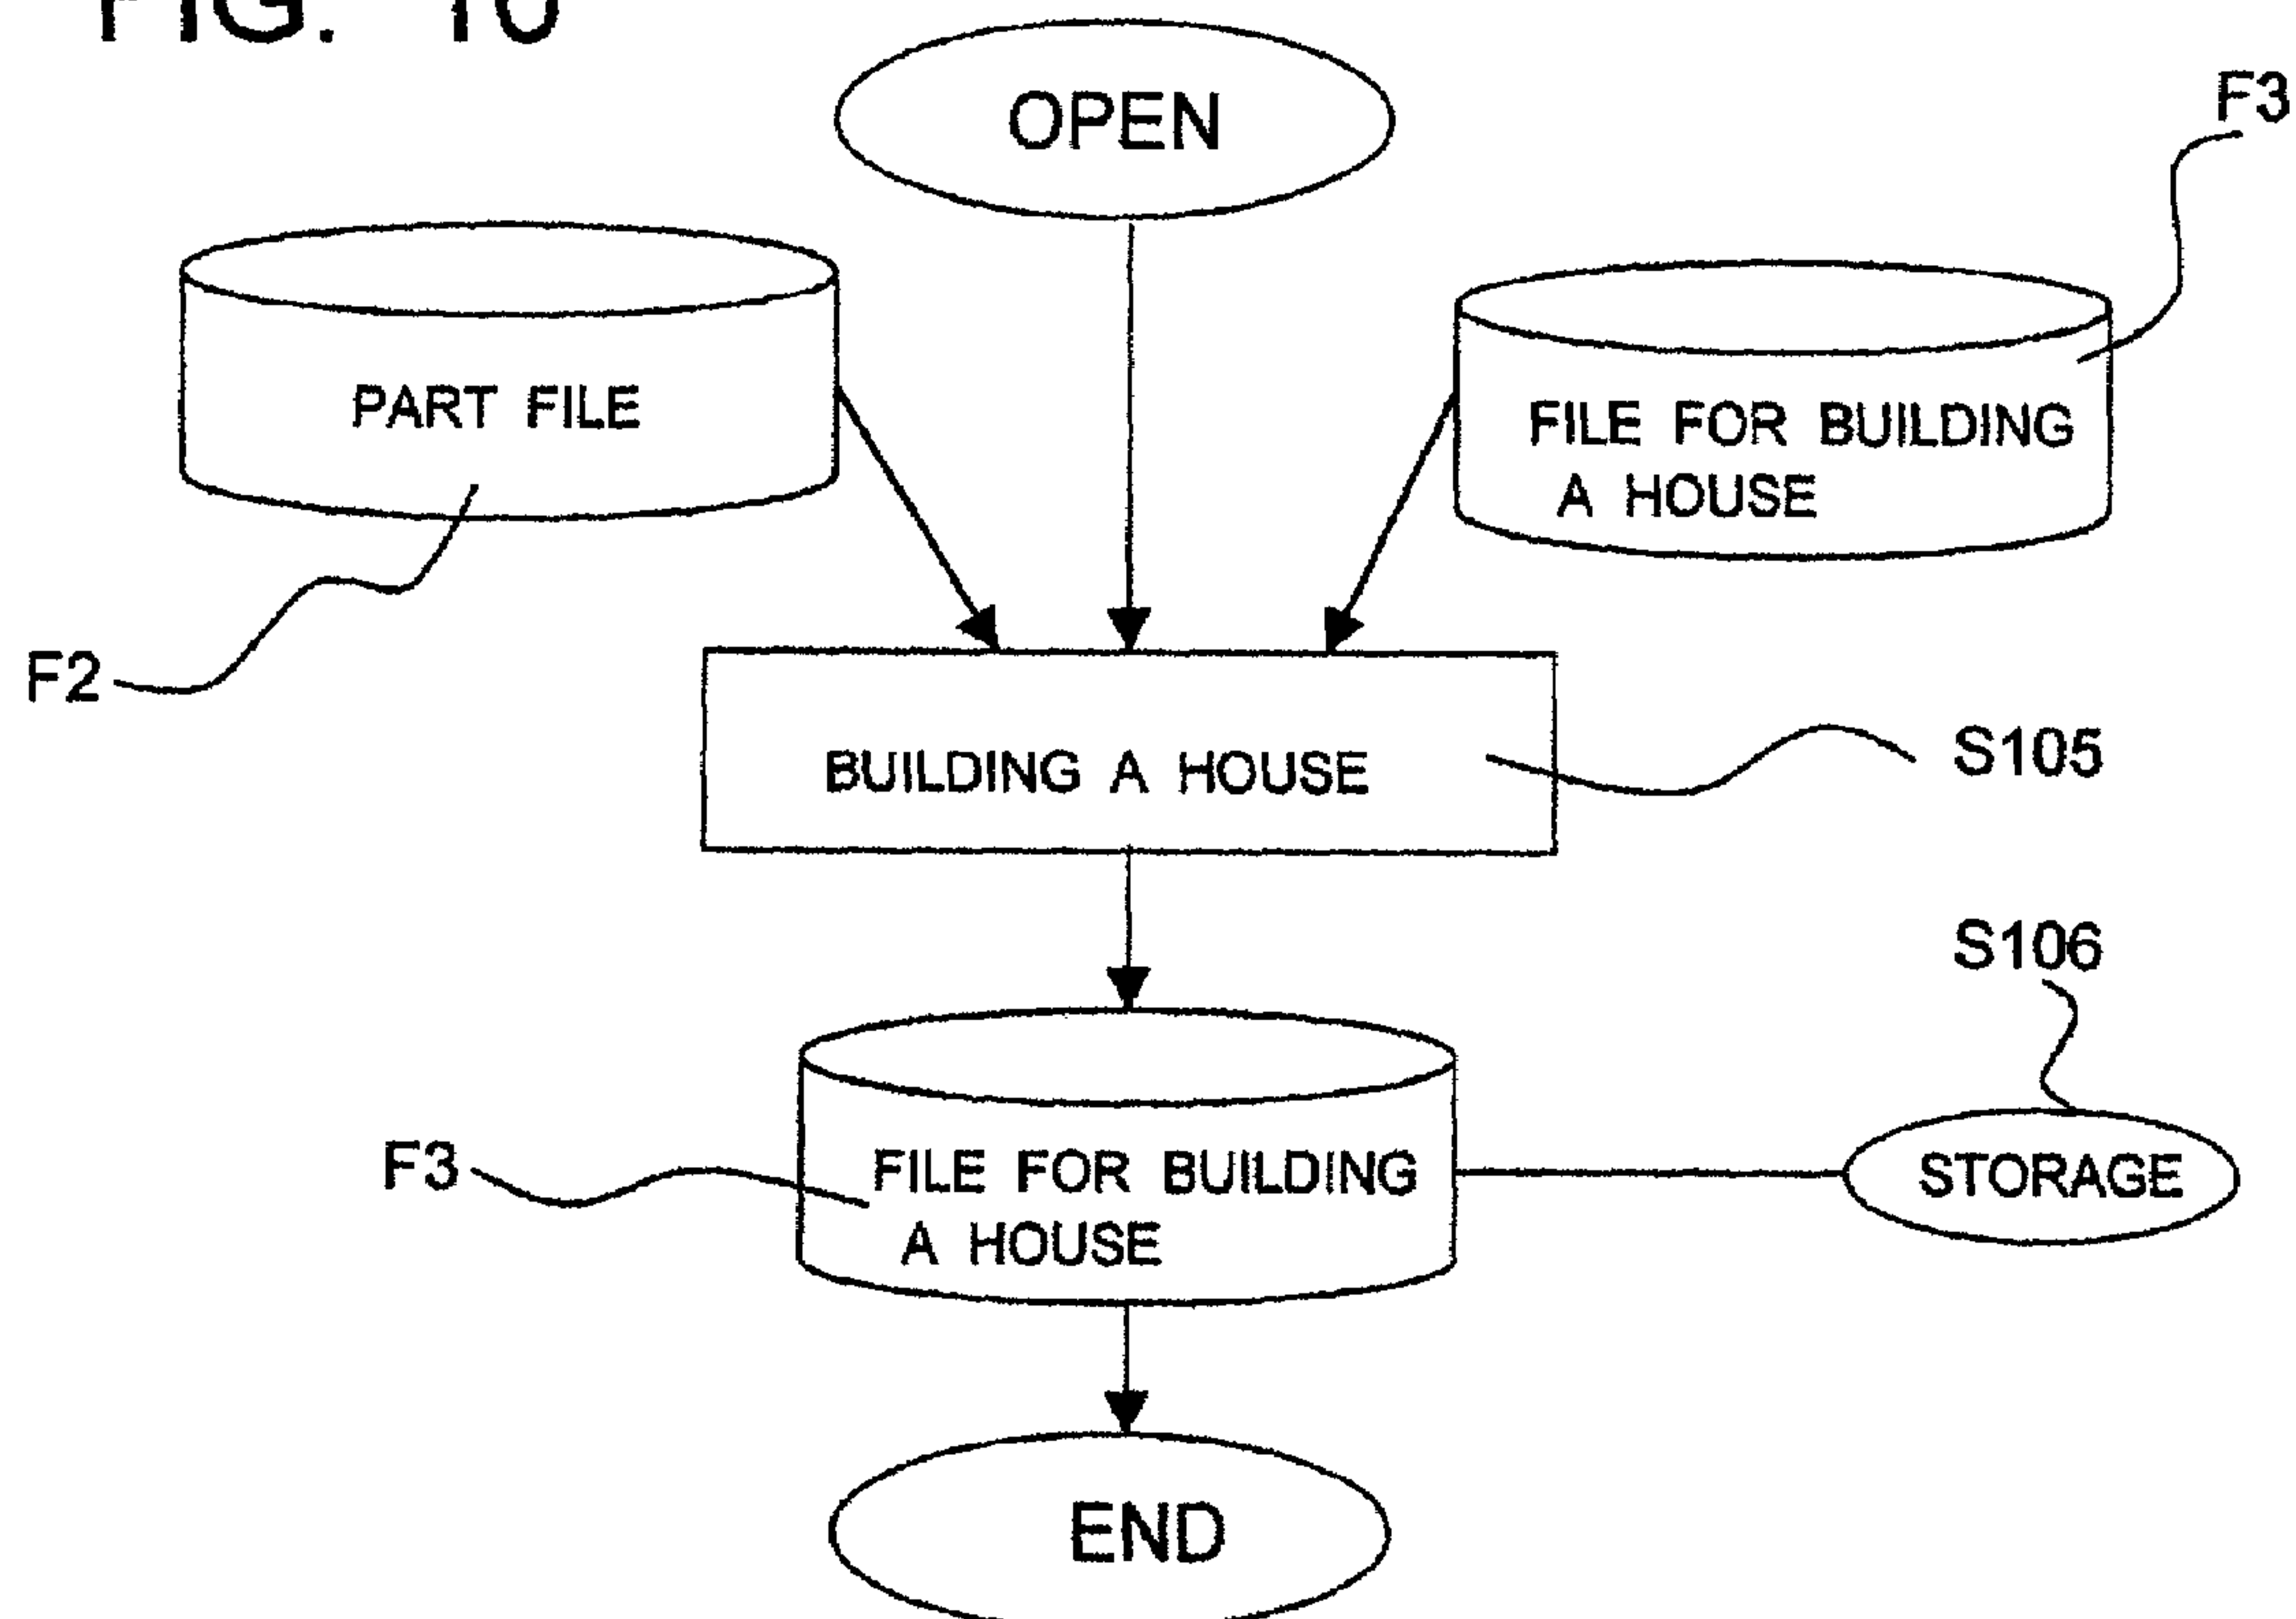 FIG. 10
OPEN
F3
PART FILE
FILE FOR BUILDING
A HOUSE
F2
BUILDING A HOUSE
S105
S106
F3
FILE FOR BUILDING
A HOUSE
STORAGE
END